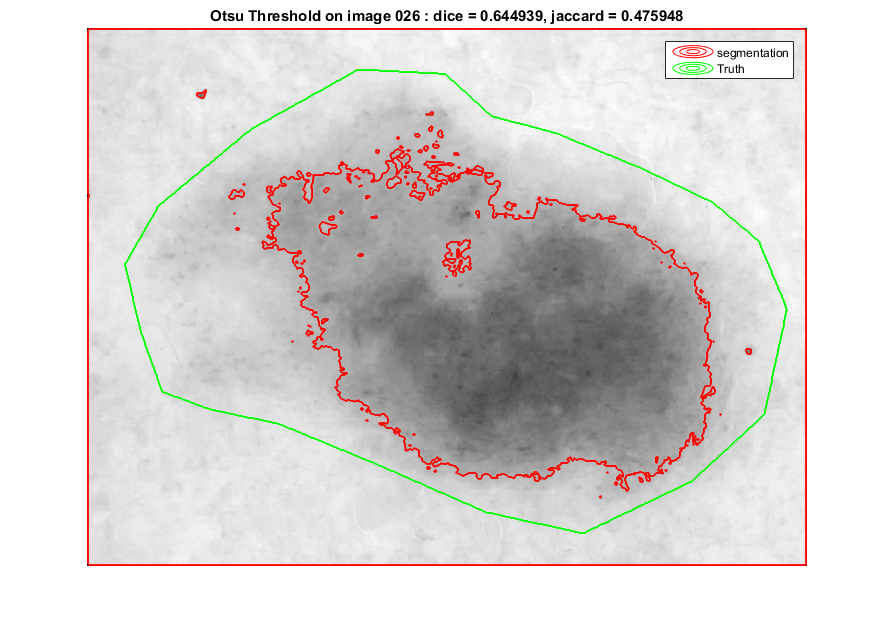 Otsu Threshold on image 026 : dice = 0.644939, jaccard = 0.475948
segmentation
Truth